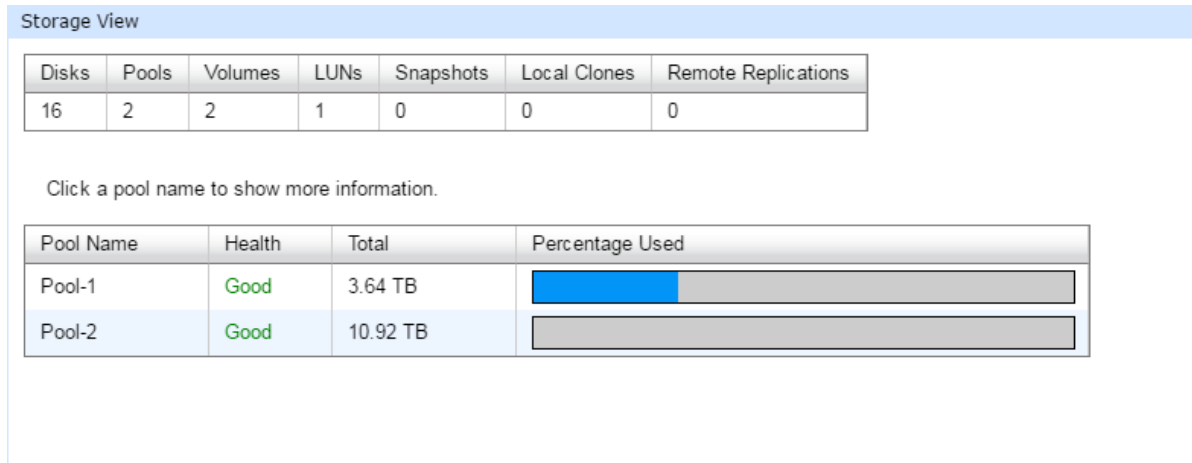 Storage View
Disks Pools Volumes LUNs Snapshots Local Clones Remote Replications
16 2 2 1 0 0 0
Click a pool name to show more information.
Pool Name Health Total Percentage Used
Pool-1 Good 3.64 TB
Pool-2 Good 10.92 TB